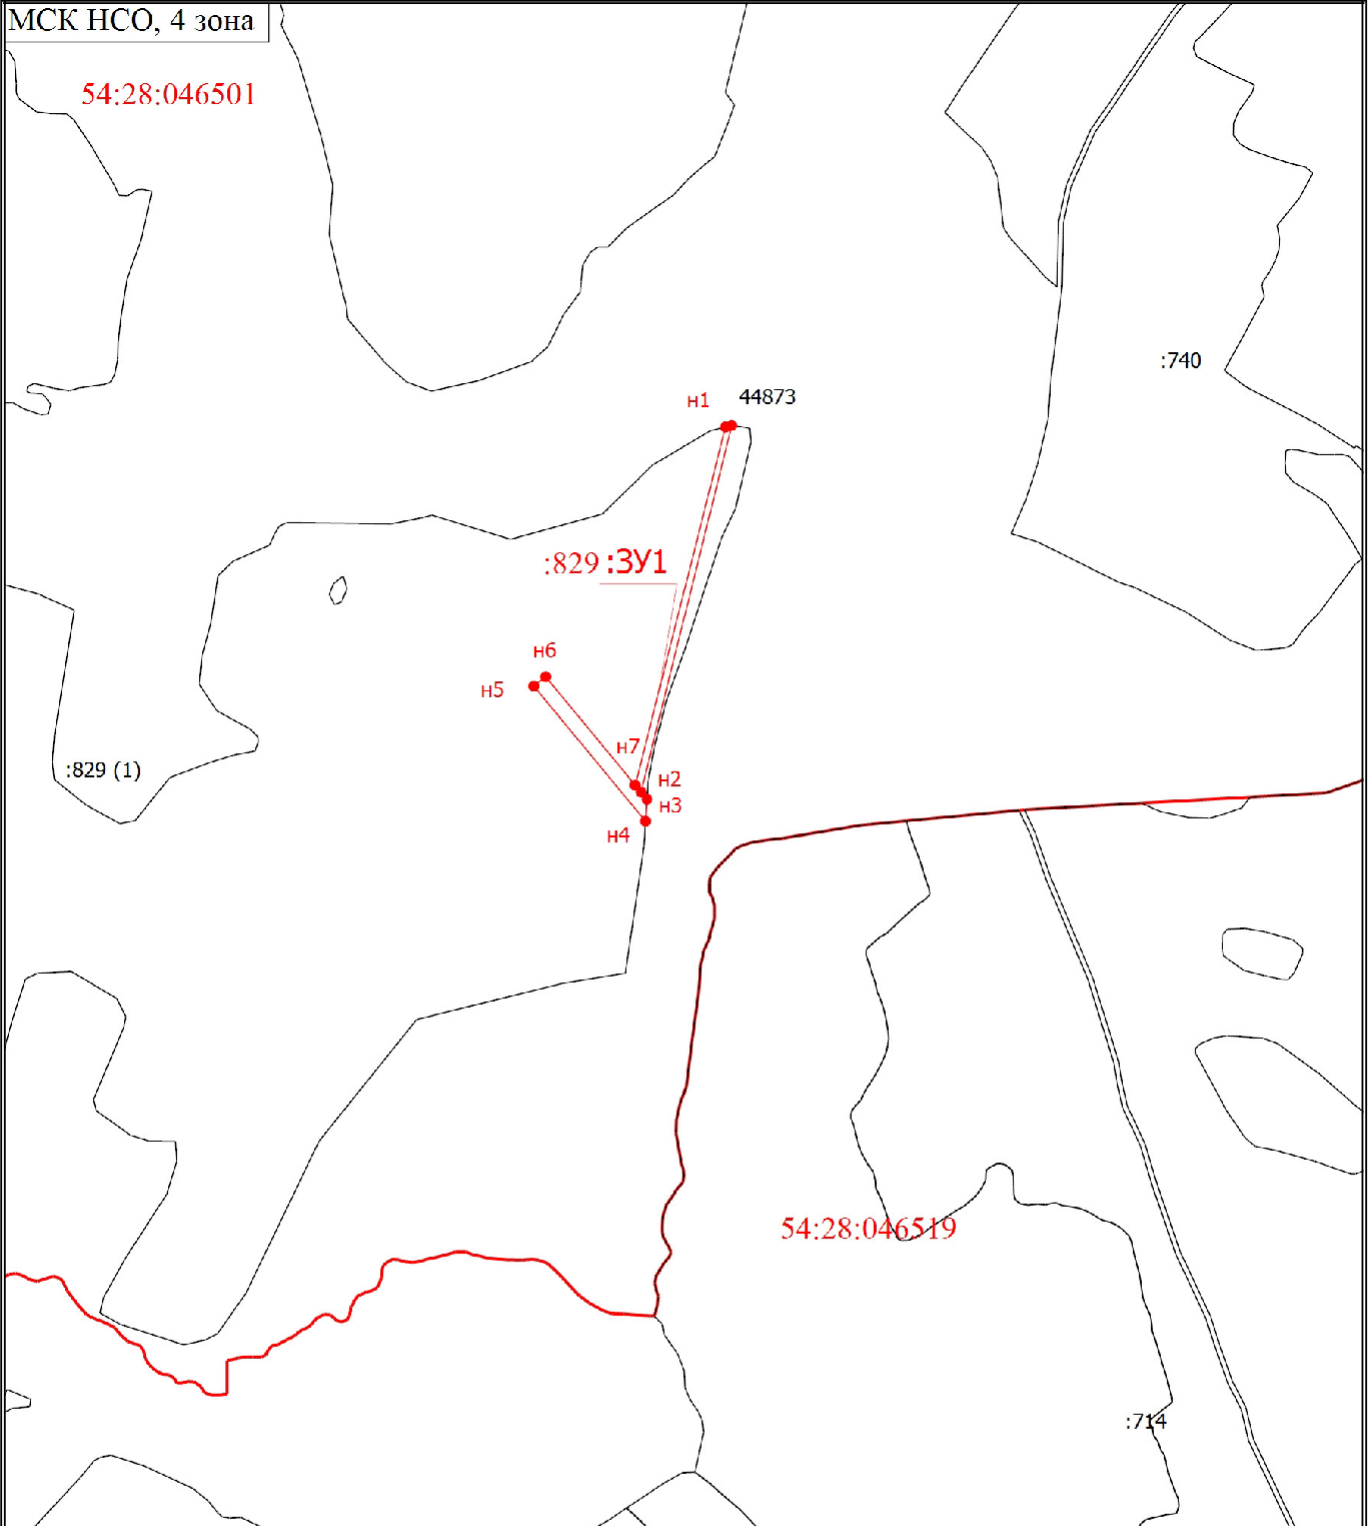 МСК НСО, 4 зона
54:28:046501
:740
н1 44873
:829 :ЗУ1
н6
н5
н7
:829 (1)
н2
н3
н4
54:28:046519
:714